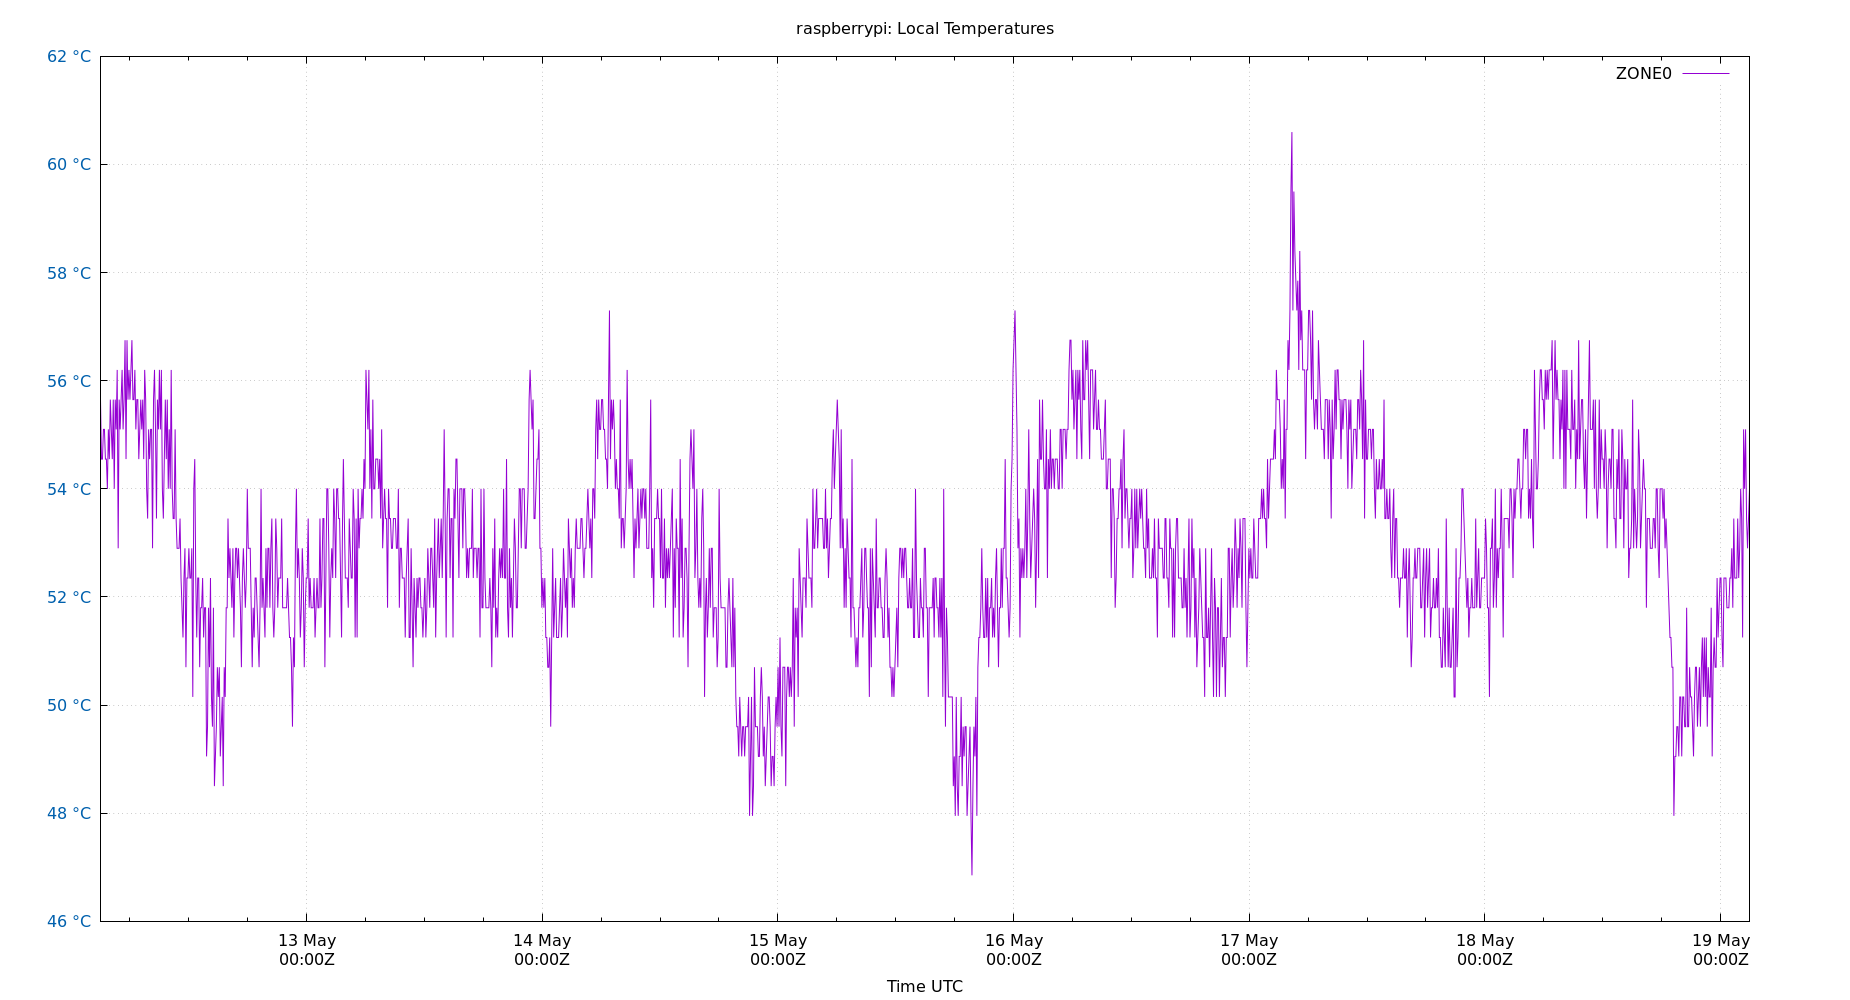 raspberrypi: Local Temperatures
62 °C
ZONE0
60 °C
58 °C
56 °C
54 °C
52 °C
50 °C
48 °C
46 °C
13 May 14 May 15 May 16 May 17 May 18 May 19 May
00:00Z 00:00Z 00:00Z 00:00Z 00:00Z 00:00Z 00:00Z
Time UTC